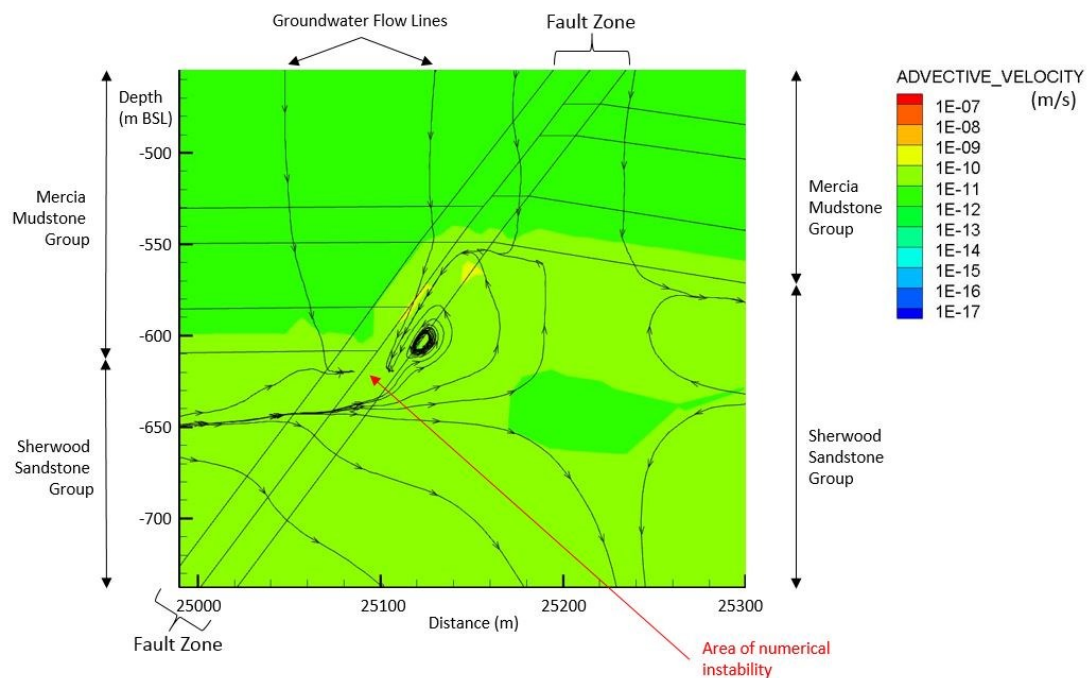 Groundwater Flow Lines
Fault Zone
Depth
(m BSL)
-500
-550
-600
-650
-700
Mercia
Mudstone
Group
Sherwood
Sandstone
Group
Mercia
Mudstone
Group
Sherwood
Sandstone
Group
ADVECTIVE_VELOCITY
(m/s)
1E-07
1E-08
1E-09
1E-10
1E-11
1E-12
1E-13
1E-14
1E-15
1E-16
1E-17
25000
25100
25200
25300
Distance (m)
Fault Zone
Area of numerical
instability